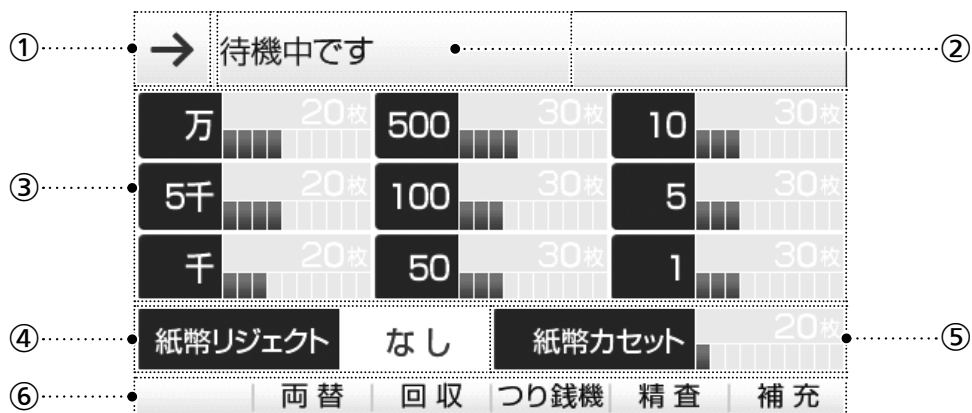 ① → 待機中です ②
万 20枚 500 30枚 10 30枚
③ 5千 20枚 100 30枚 5 30枚
千 20枚 50 30枚 1 30枚
④ 紙幣リジェクト なし 紙幣カセット 20枚 ⑤
⑥ 両替 回収 つり銭機 精査 補充